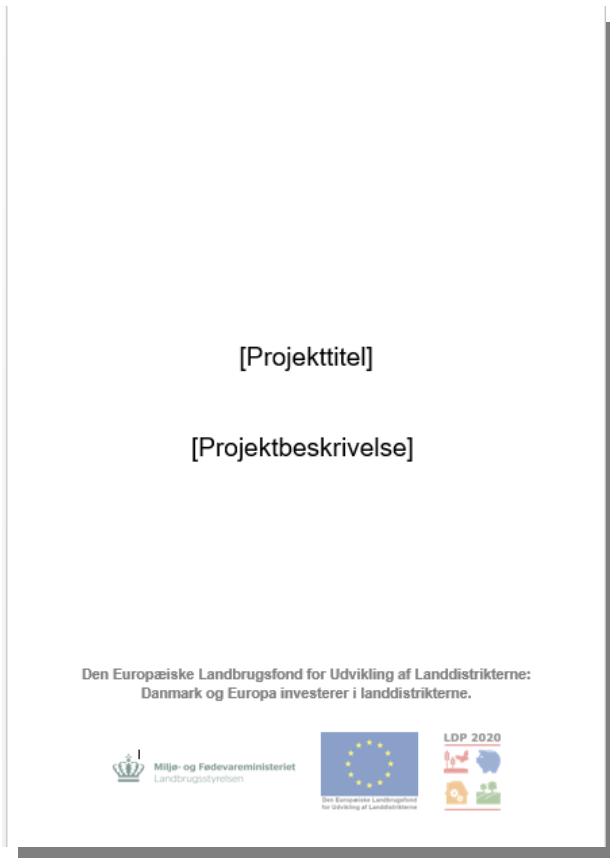 [Projekttitel]
[Projektbeskrivelse]
Den Europæiske Landbrugsfond for Udvikling af Landdistrikterne:
Danmark og Europa investerer i landdistrikterne.
Miljø- og Fødevareministeriet
Landbrugsstyrelsen
Den Europæiske Landbrugsfond
for Udvikling af Landdistrikterne
LDP 2020